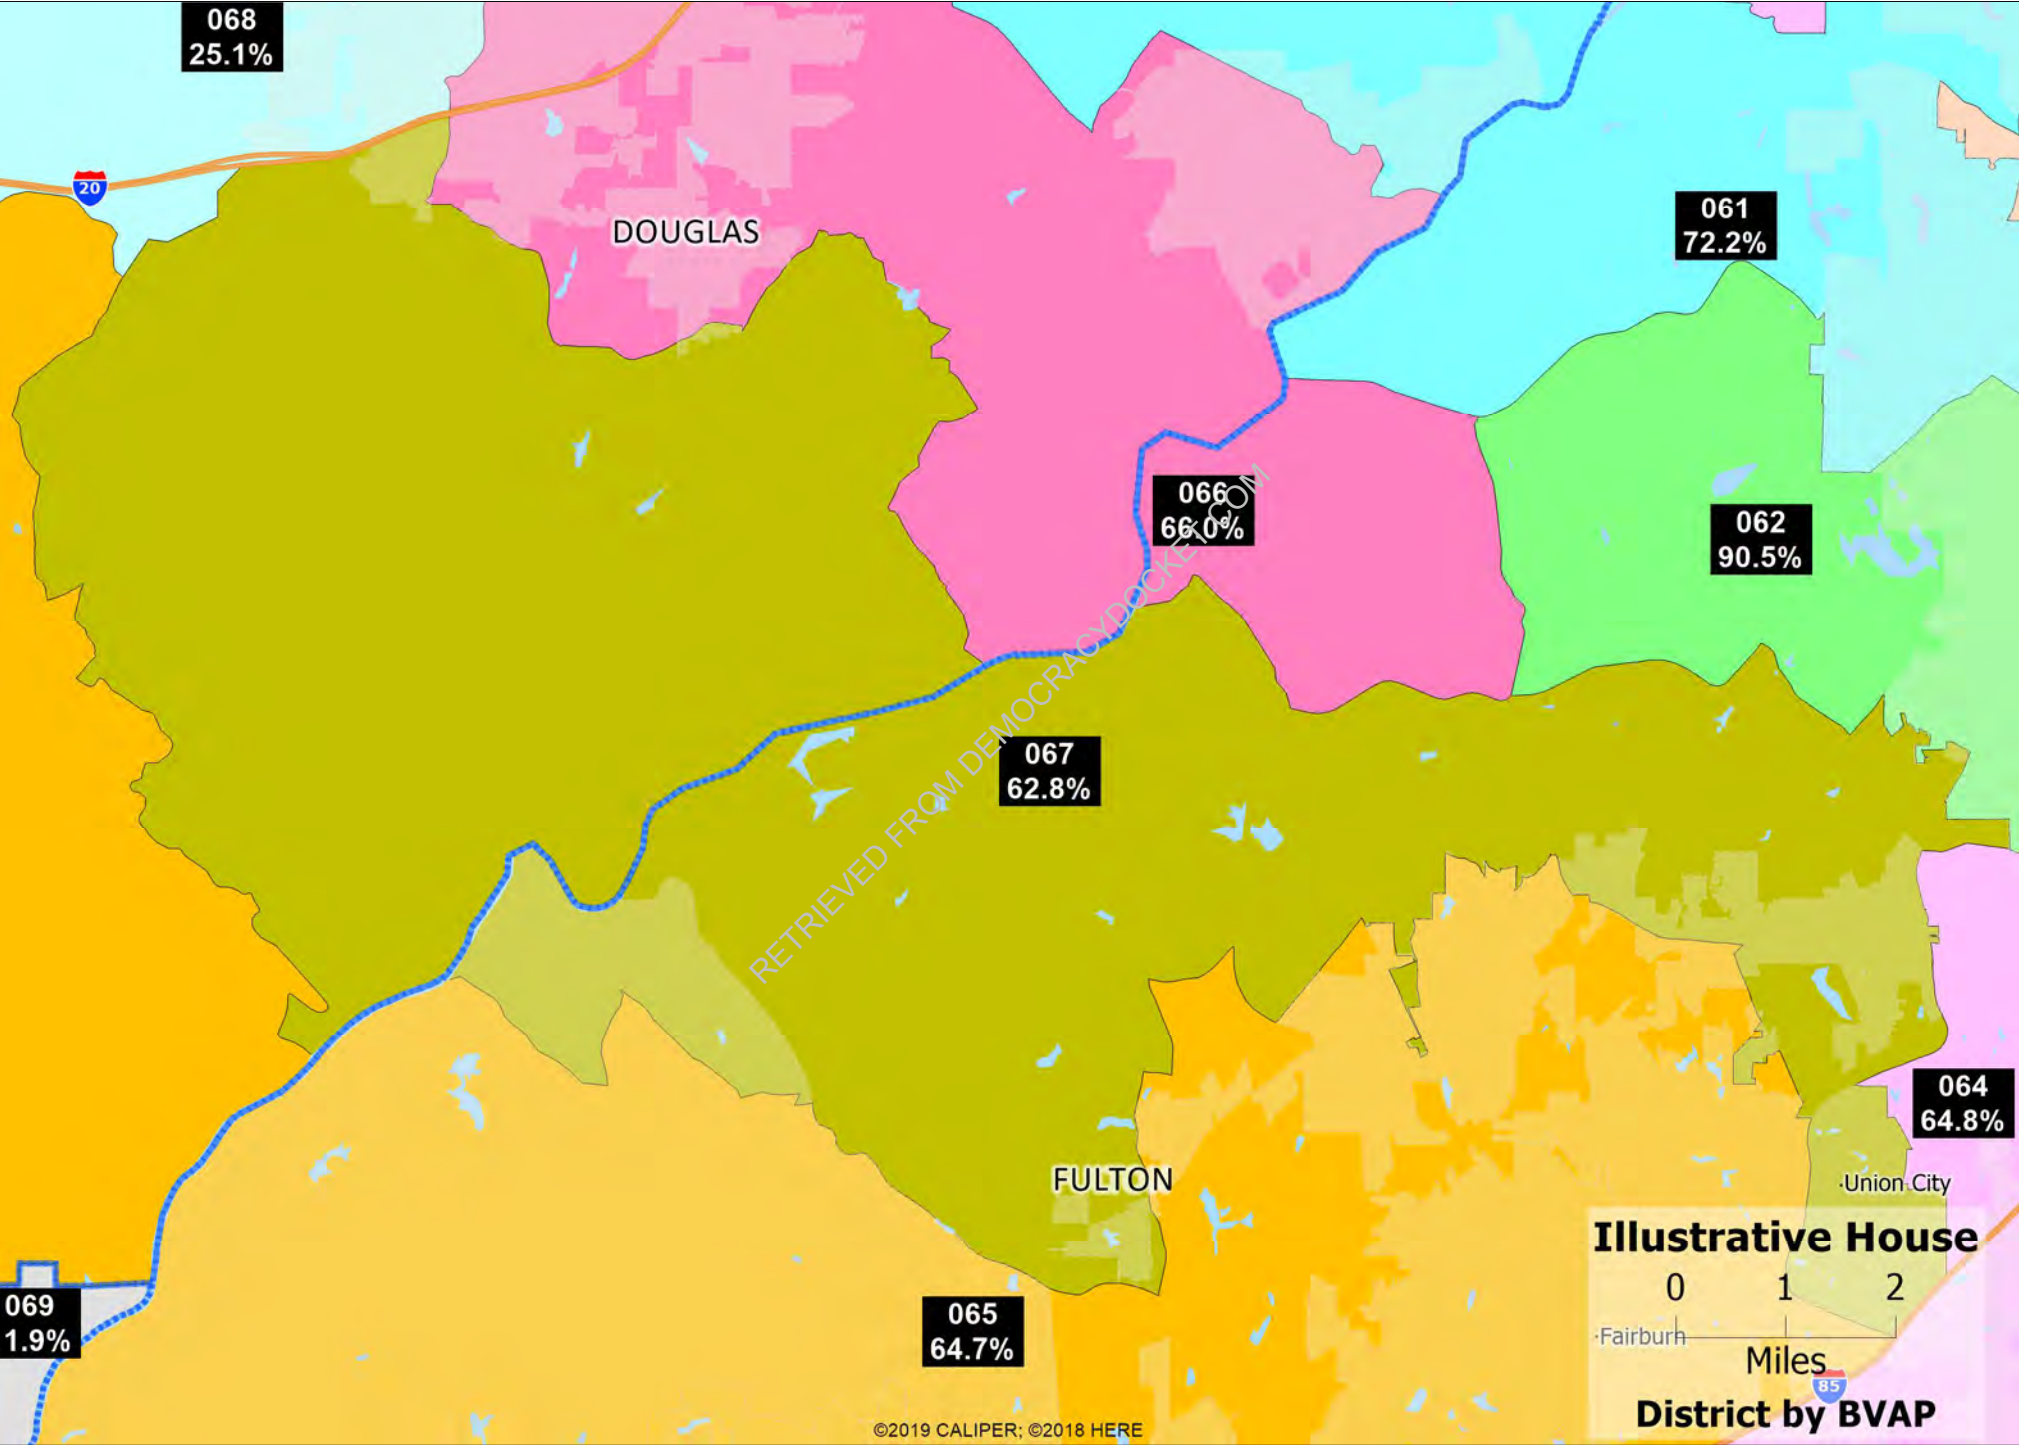 068
25.1%
20
DOUGLAS
061
72.2%
066
66.0%
062
90.5%
067
62.8%
RETRIEVED FROM DEMOCRACYDOCKET.COM
064
64.8%
FULTON
Union City
Illustrative House
0 1 2
Fairburn
Miles
85
District by BVAP
069
1.9%
065
64.7%
©2019 CALIPER; ©2018 HERE